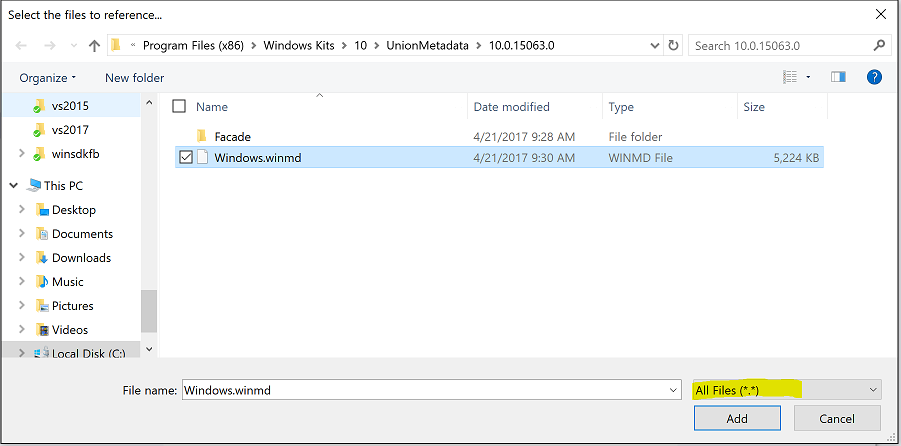 Select the files to reference...
« Program Files (x86) > Windows Kits > 10 > UnionMetadata > 10.0.15063.0
Search 10.0.15063.0
Organize
New folder
?
vs2015
vs2017
winsdkfb
This PC
Desktop
Documents
Downloads
Music
Pictures
Videos
Local Disk (C:)
Name Date modified Type Size
Facade 4/21/2017 9:28 AM File folder
Windows.winmd 4/21/2017 9:30 AM WINMD File 5,224 KB
File name: Windows.winmd All Files (*.*)
Add Cancel